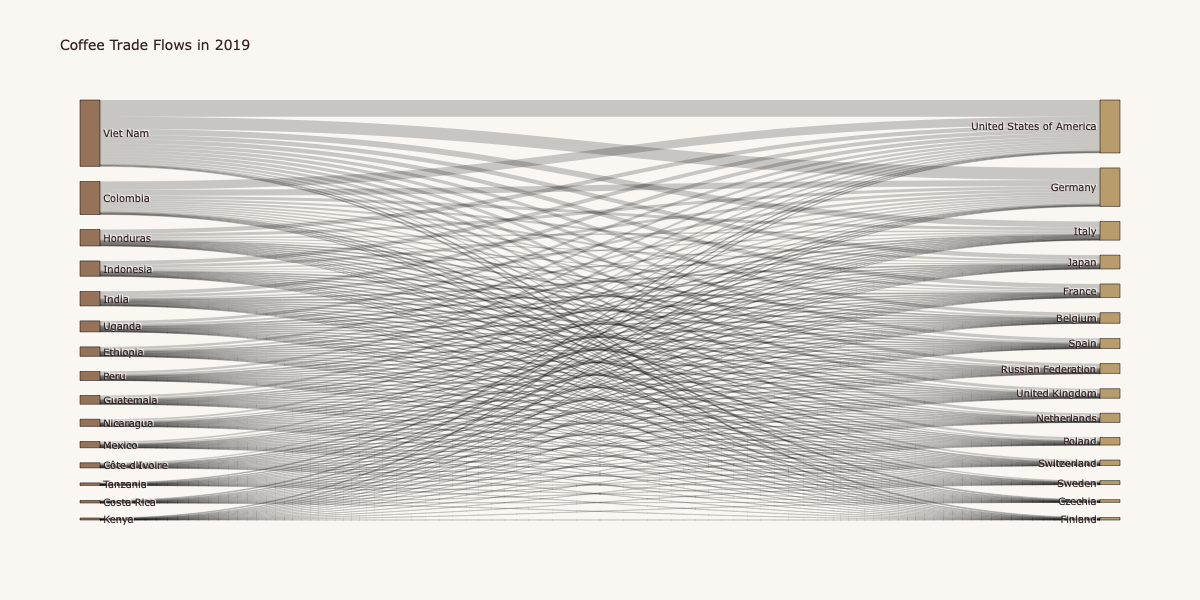 Coffee Trade Flows in 2019
Viet Nam
Colombia
Honduras
Indonesia
India
Uganda
Ethiopia
Peru
Guatemala
Nicaragua
Mexico
Côte d'Ivoire
Tanzania
Costa Rica
Kenya
United States of America
Germany
Italy
Japan
France
Belgium
Spain
Russian Federation
United Kingdom
Netherlands
Poland
Switzerland
Sweden
Czechia
Finland